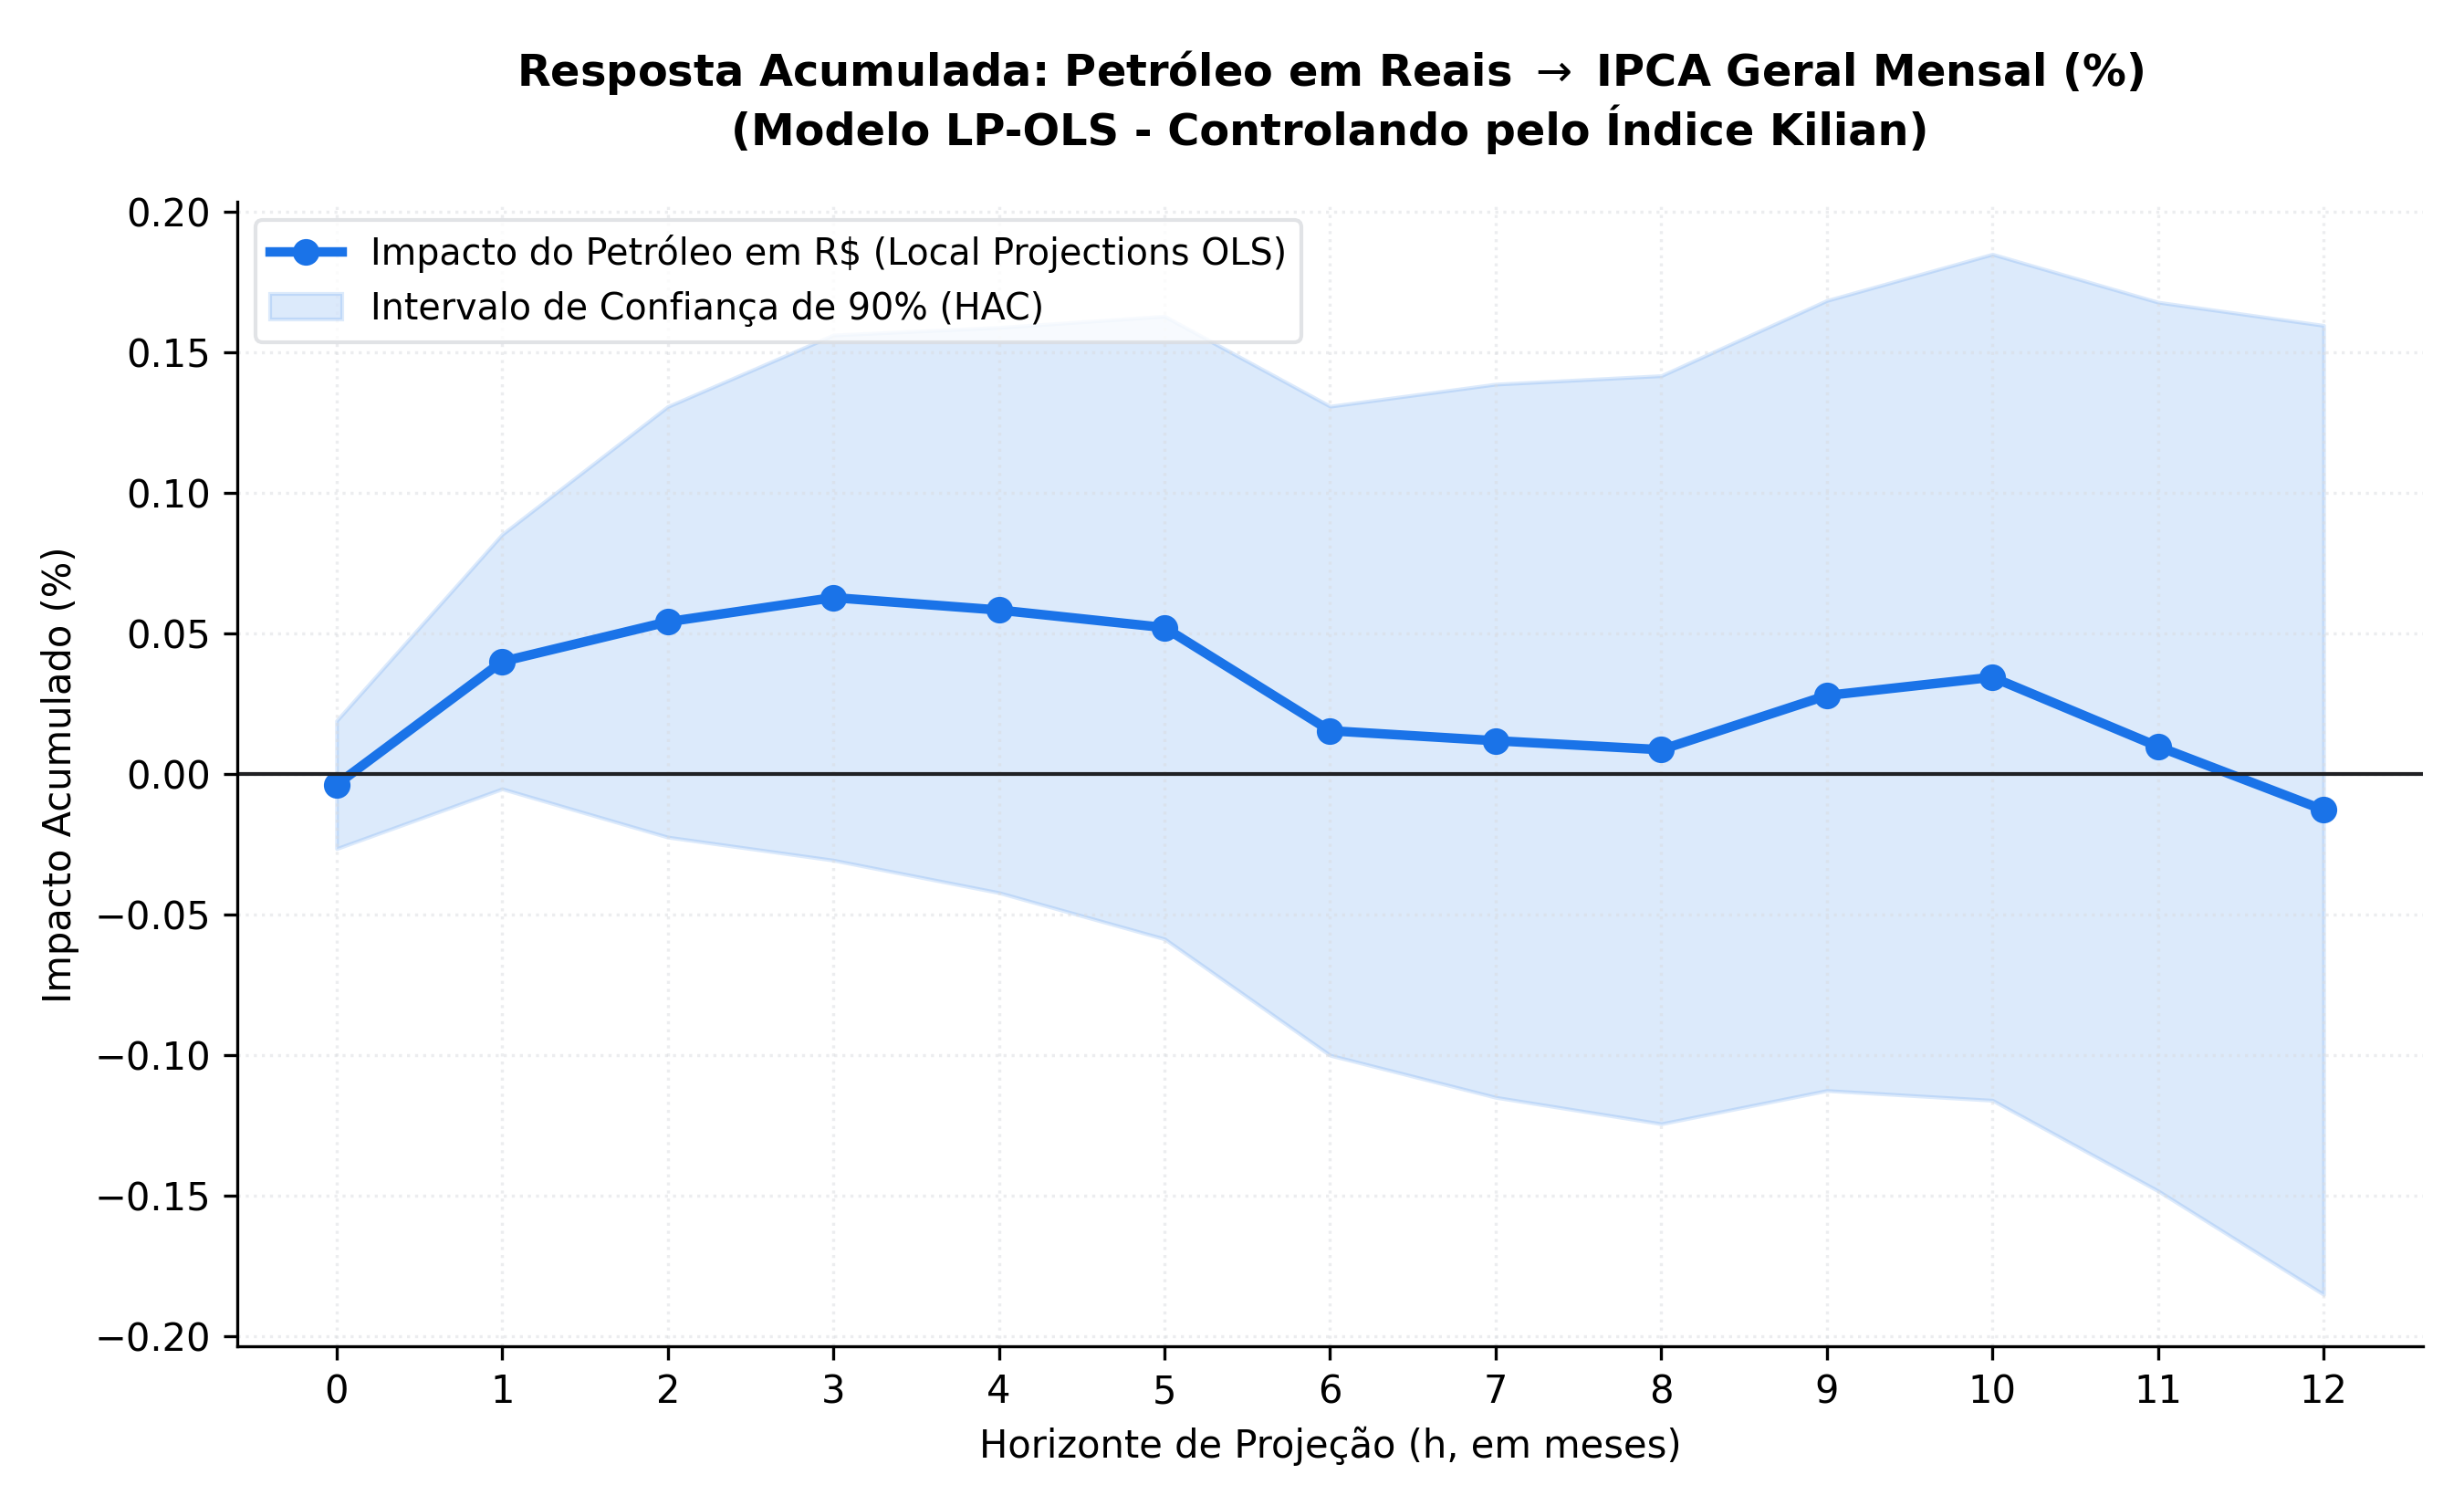 Resposta Acumulada: Petróleo em Reais → IPCA Geral Mensal (%)
(Modelo LP-OLS - Controlando pelo Índice Kilian)
Impacto do Petróleo em R$ (Local Projections OLS)
Intervalo de Confiança de 90% (HAC)
Impacto Acumulado (%)
0.20
0.15
0.10
0.05
0.00
−0.05
−0.10
−0.15
−0.20
0 1 2 3 4 5 6 7 8 9 10 11 12
Horizonte de Projeção (h, em meses)